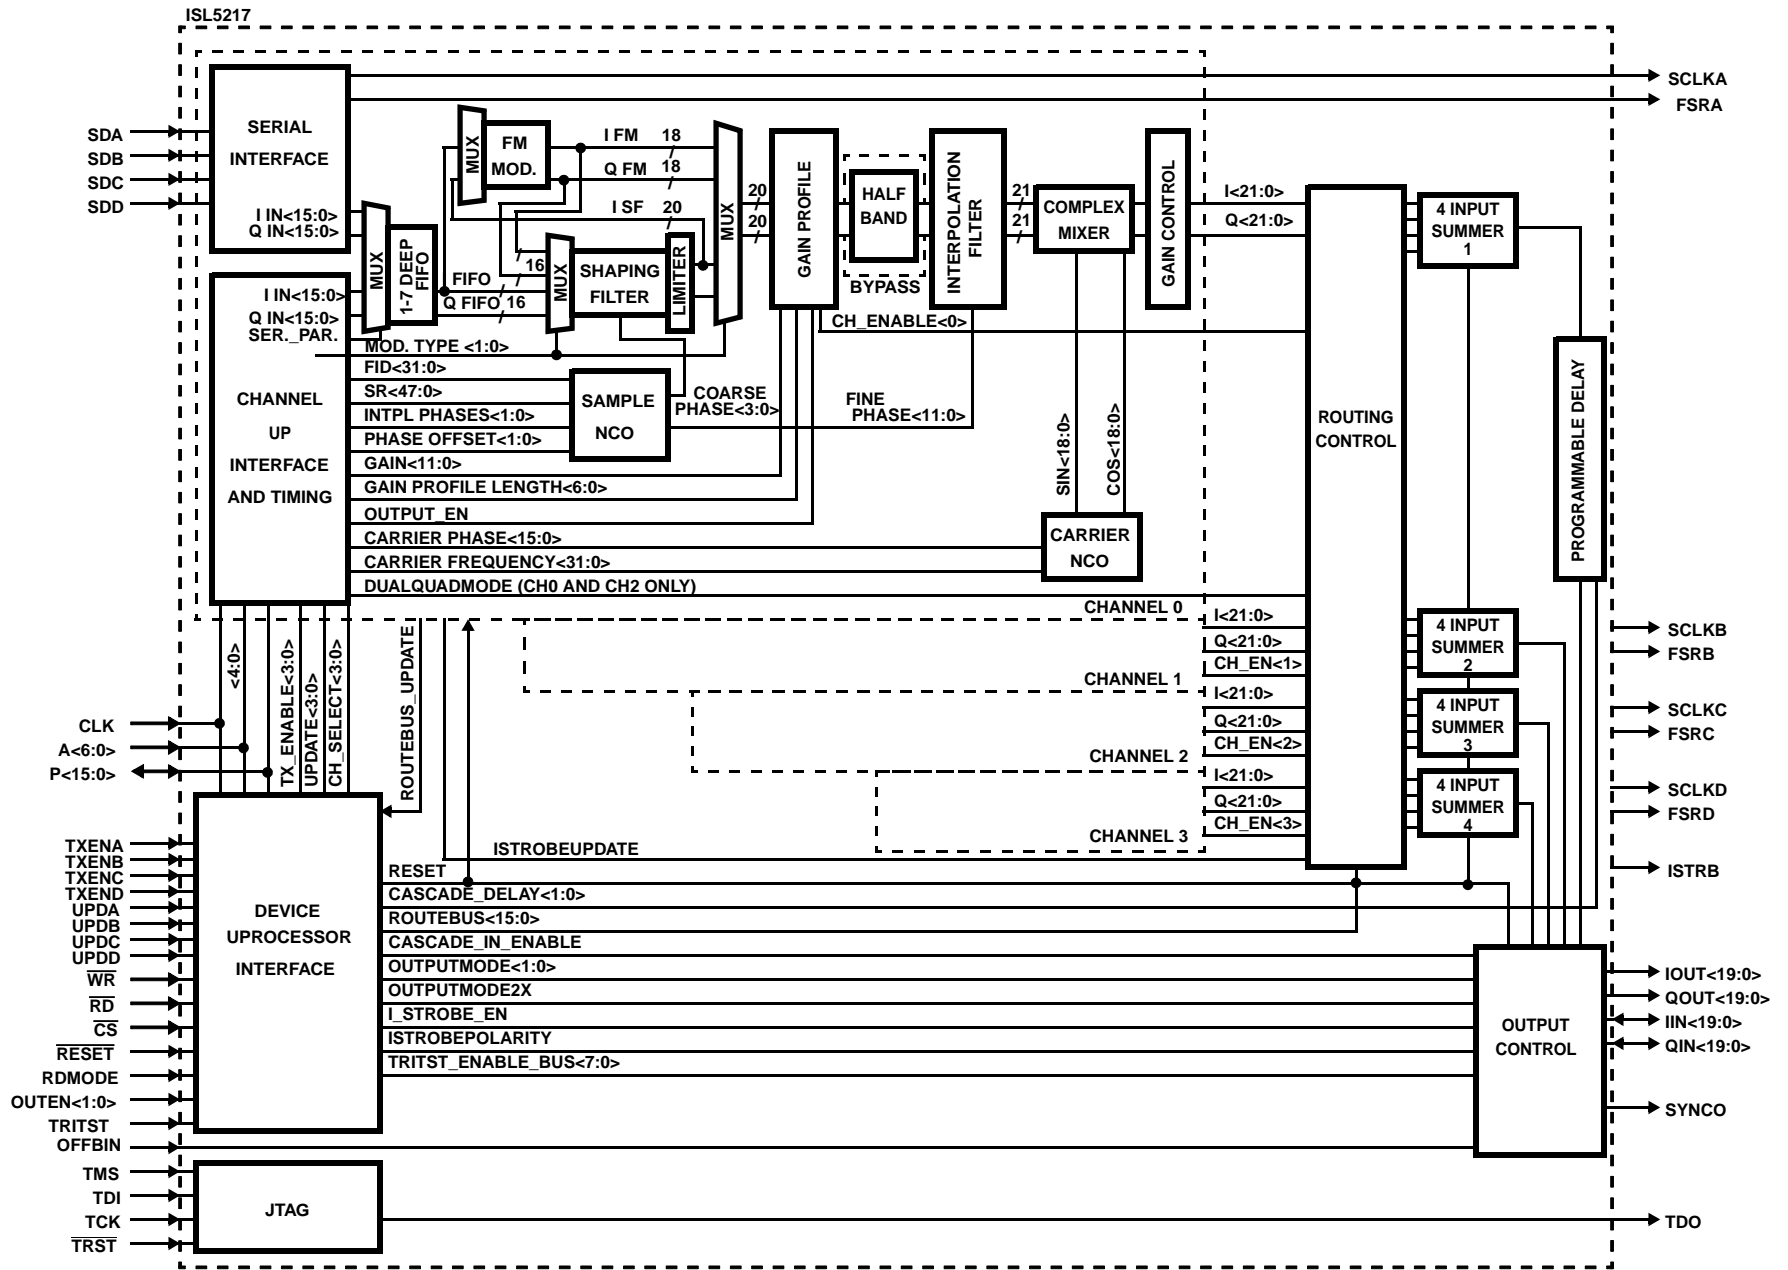 ISL5217
SCLKA
FSRA
SDA
SDB
SDC
SDD
SERIAL
INTERFACE
I IN<15:0>
Q IN<15:0>
MUX
1-7 DEEP
FIFO
I IN<15:0>
Q IN<15:0>
SER._PAR.
CHANNEL
UP
INTERFACE
AND TIMING
MUX
FM
MOD.
I FM
18
Q FM
18
I SF
20
FIFO
16
Q FIFO
16
MUX
SHAPING
FILTER
LIMITER
MUX
20
20
GAIN PROFILE
HALF
BAND
BYPASS
INTERPOLATION
FILTER
21
21
COMPLEX
MIXER
GAIN CONTROL
I<21:0>
Q<21:0>
CH_ENABLE<0>
MOD. TYPE <1:0>
FID<31:0>
SR<47:0>
INTPL PHASES<1:0>
PHASE OFFSET<1:0>
GAIN<11:0>
GAIN PROFILE LENGTH<6:0>
OUTPUT_EN
CARRIER PHASE<15:0>
CARRIER FREQUENCY<31:0>
DUALQUADMODE (CH0 AND CH2 ONLY)
SAMPLE
NCO
COARSE
PHASE<3:0>
FINE
PHASE<11:0>
SIN<18:0>
COS<18:0>
CARRIER
NCO
ROUTING
CONTROL
4 INPUT
SUMMER
1
PROGRAMMABLE DELAY
CHANNEL 0
I<21:0>
Q<21:0>
CH_EN<1>
CHANNEL 1
I<21:0>
Q<21:0>
CH_EN<2>
CHANNEL 2
I<21:0>
Q<21:0>
CH_EN<3>
CHANNEL 3
4 INPUT
SUMMER
2
4 INPUT
SUMMER
3
4 INPUT
SUMMER
4
SCLKB
FSRB
SCLKC
FSRC
SCLKD
FSRD
ISTRB
CLK
A<6:0>
P<15:0>
<4:0>
TX_ENABLE<3:0>
UPDATE<3:0>
CH_SELECT<3:0>
ROUTEBUS_UPDATE
ISTROBEUPDATE
TXENA
TXENB
TXENC
TXEND
UPDA
UPDB
UPDC
UPDD
WR
RD
CS
RESET
RDMODE
OUTEN<1:0>
TRITST
OFFBIN
DEVICE
UPROCESSOR
INTERFACE
RESET
CASCADE_DELAY<1:0>
ROUTEBUS<15:0>
CASCADE_IN_ENABLE
OUTPUTMODE<1:0>
OUTPUTMODE2X
I_STROBE_EN
ISTROBEPOLARITY
TRITST_ENABLE_BUS<7:0>
OUTPUT
CONTROL
IOUT<19:0>
QOUT<19:0>
IIN<19:0>
QIN<19:0>
SYNCO
TMS
TDI
TCK
TRST
JTAG
TDO